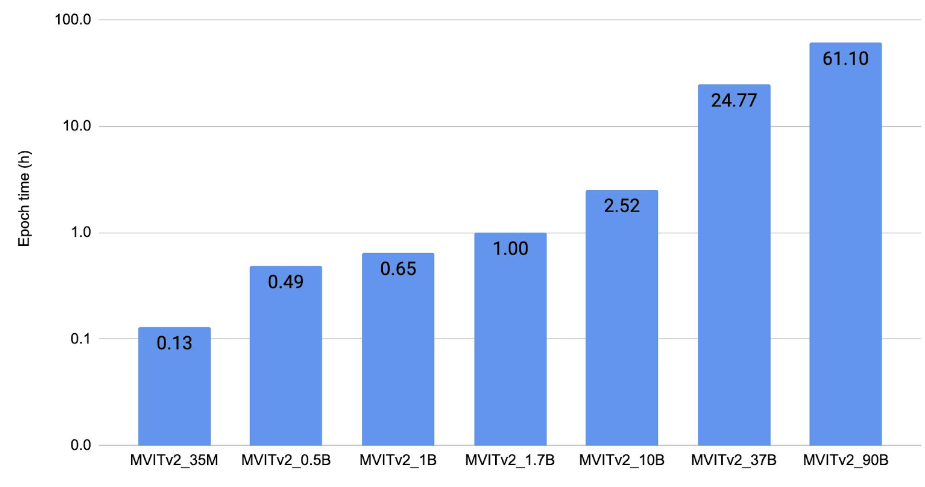 100.0
10.0
1.0
0.1
0.0
Epoch time (h)
0.13
0.49
0.65
1.00
2.52
24.77
61.10
MVITv2_35M
MVITv2_0.5B
MVITv2_1B
MVITv2_1.7B
MVITv2_10B
MVITv2_37B
MVITv2_90B